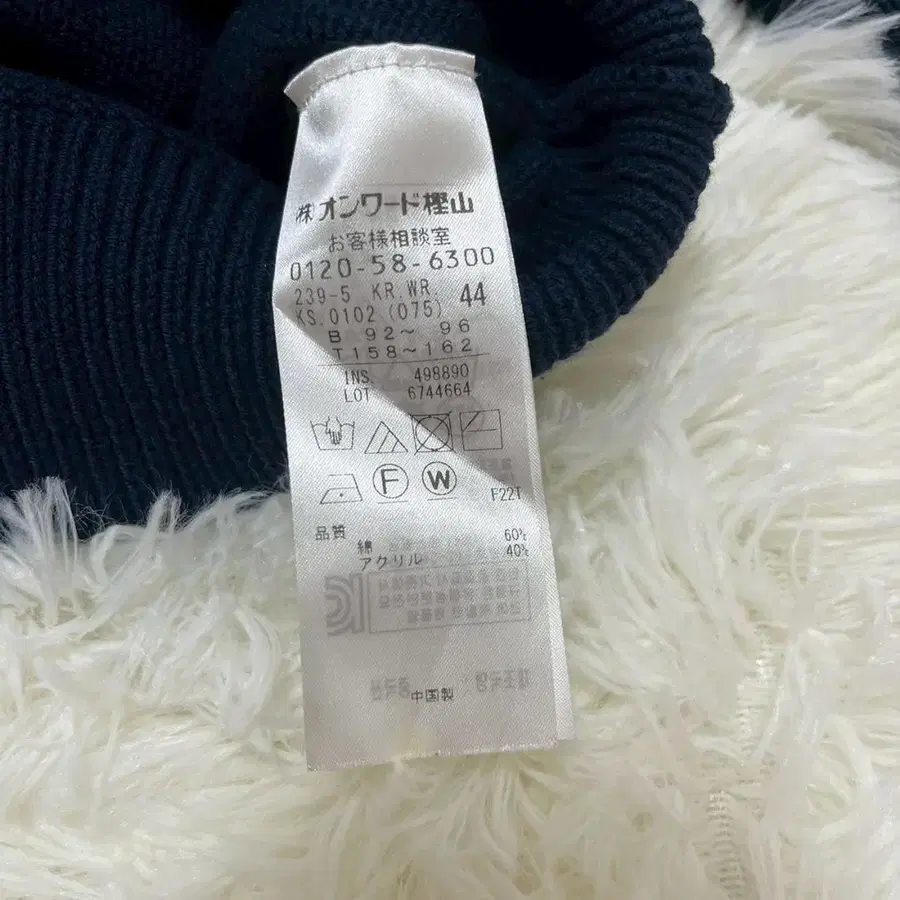 ㈱オンワード樫山
お客様相談室
0120-58-6300
239-5 KR.WR. 44
KS.0102 (075)
B 92～ 96
T158～162
INS. 498890
LOT 6744664
F W F22T
品質
綿 60%
アクリル 40%
中国製